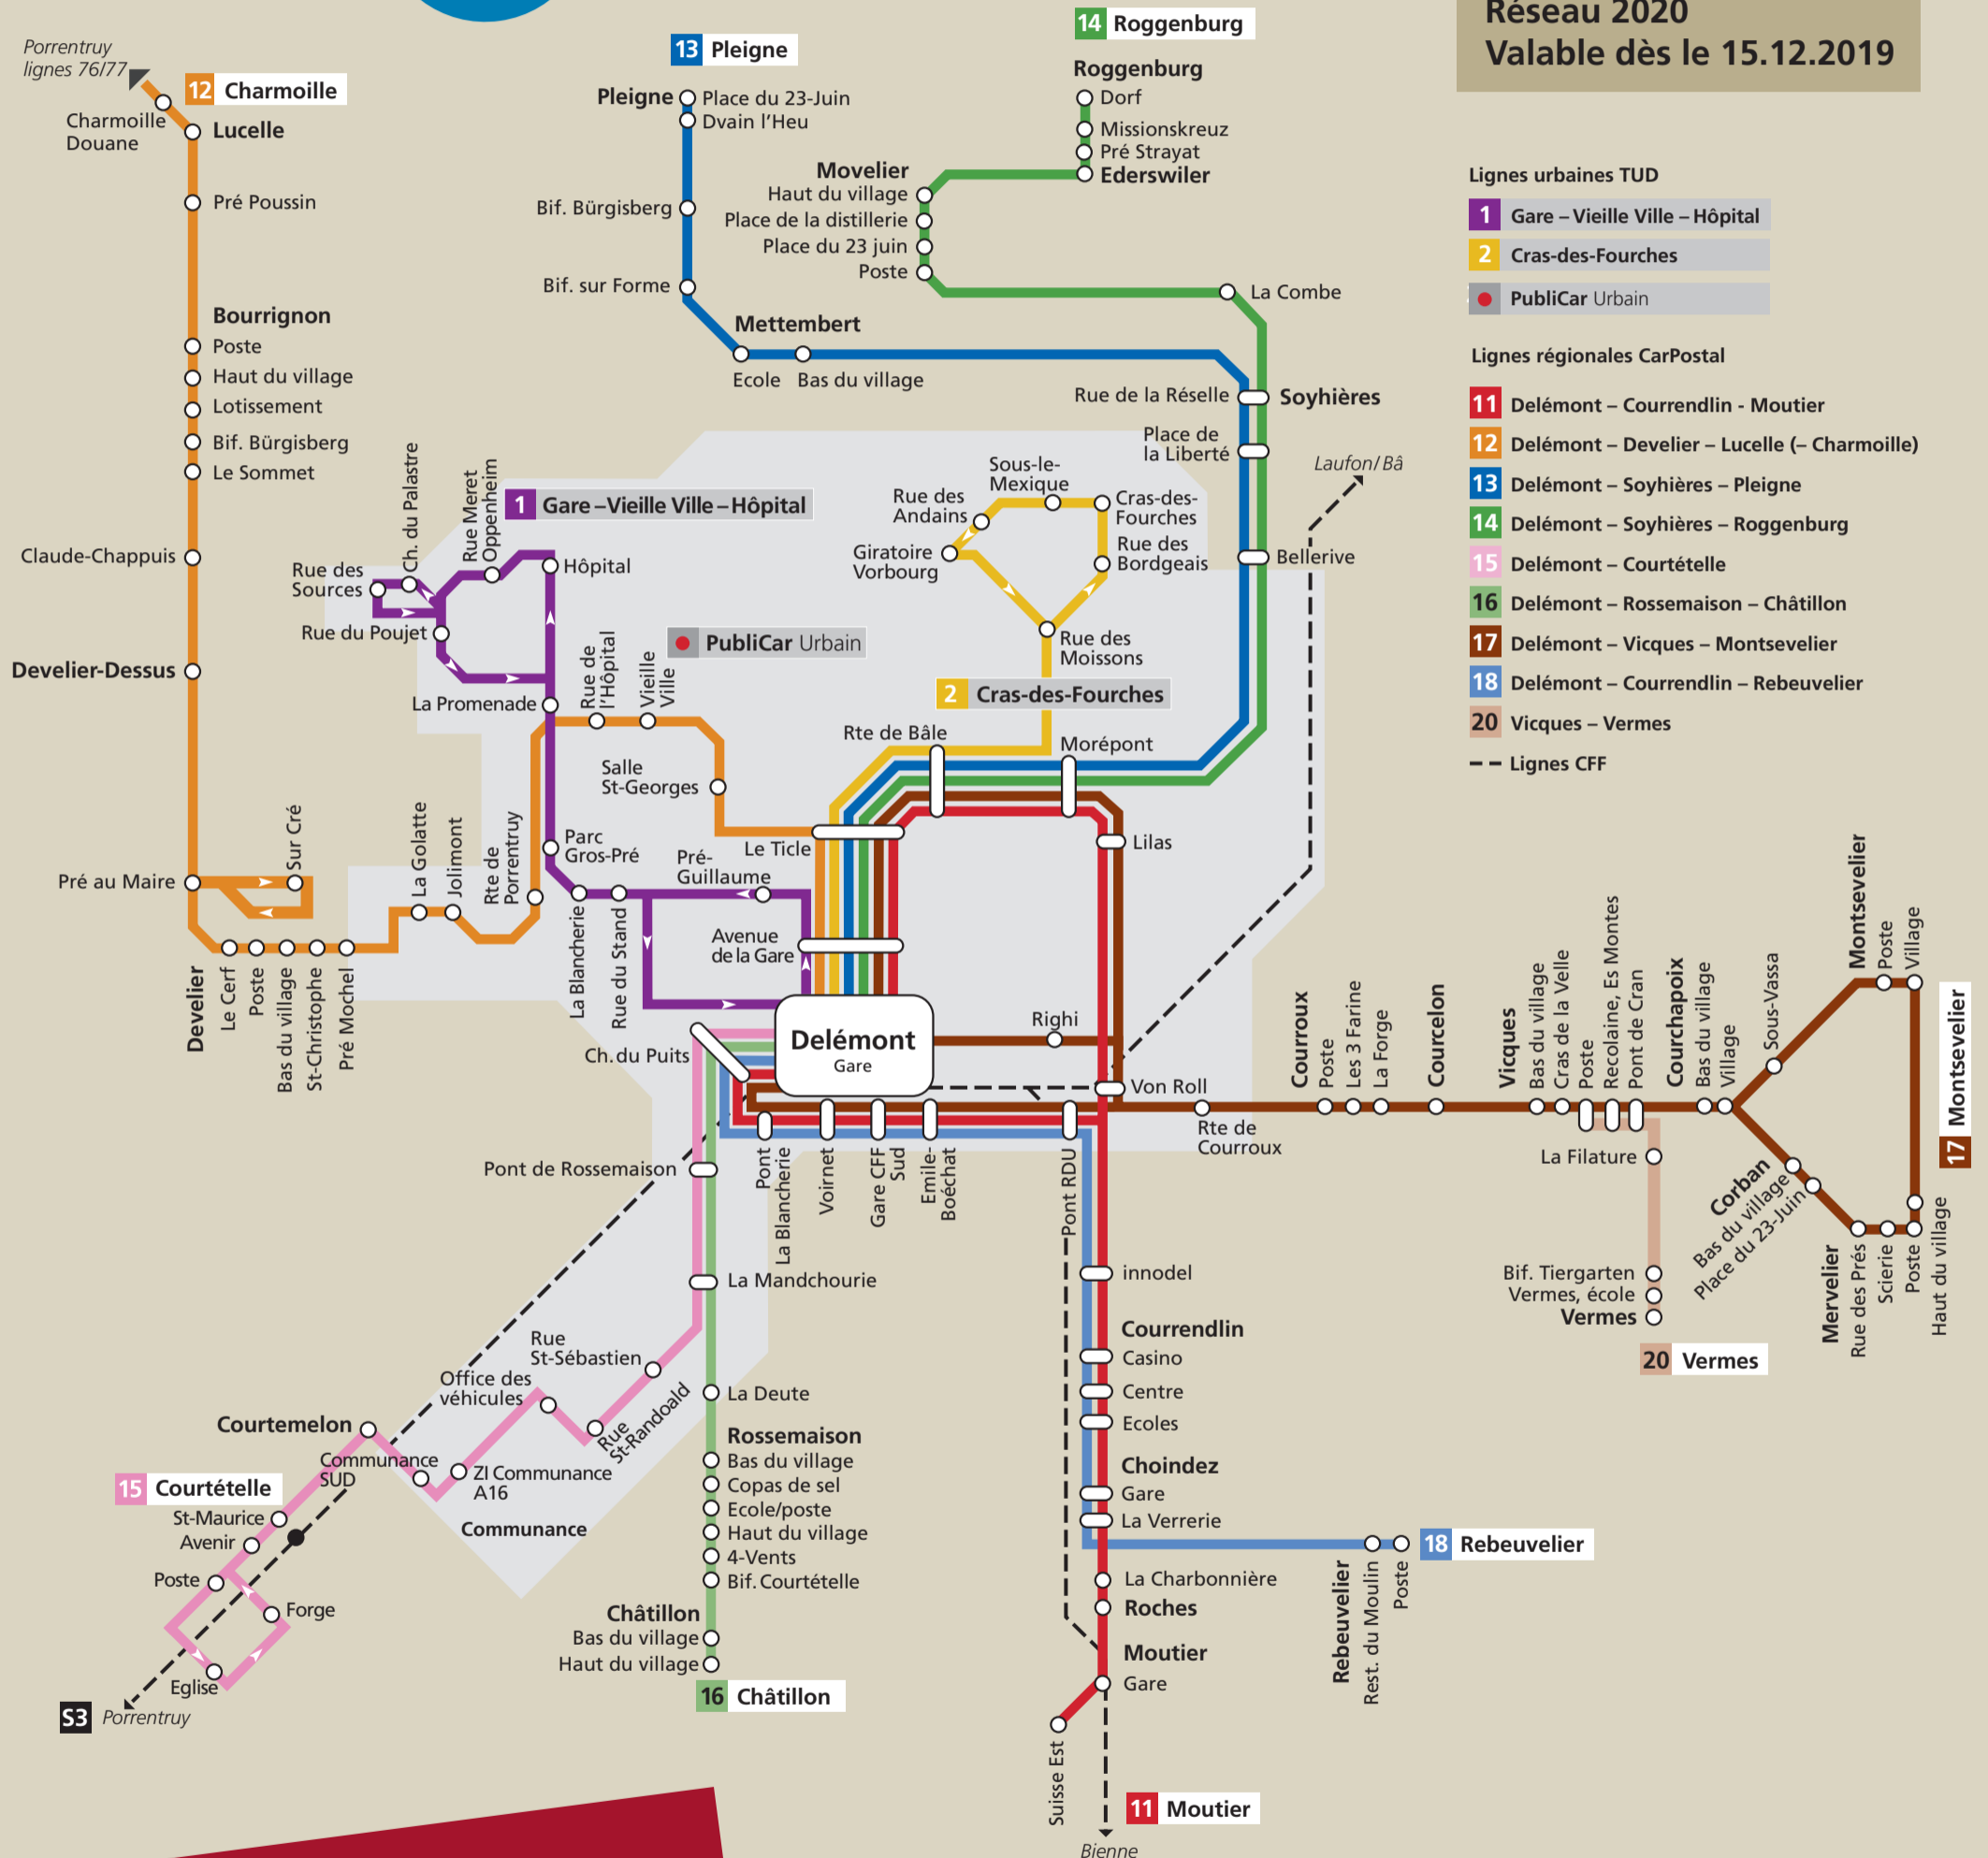 Réseau 2020
Valable dès le 15.12.2019
Porrentruy
lignes 76/77
12 Charmoille
Charmoille
Douane
Lucelle
Pré Poussin
Bourrignon
Poste
Haut du village
Lotissement
Bif. Bürgisberg
Le Sommet
Claude-Chappuis
Develier-Dessus
Pré au Maire
Sur Cré
Develier
Le Cerf
Poste
Bas du village
St-Christophe
Pré Mochel
La Golatte
Jolimont
Rte de
Porrentruy
13 Pleigne
Pleigne
Place du 23-Juin
Dvain l'Heu
Bif. Bürgisberg
Bif. sur Forme
Mettembert
Ecole
Bas du village
14 Roggenburg
Roggenburg
Dorf
Missionskreuz
Pré Strayat
Ederswiler
Movelier
Haut du village
Place de la distillerie
Place du 23 juin
Poste
La Combe
Rue de la Réselle
Soyhières
Place de
la Liberté
Bellerive
Laufon/Bâ
Lignes urbaines TUD
1 Gare – Vieille Ville – Hôpital
2 Cras-des-Fourches
PubliCar Urbain
Lignes régionales CarPostal
11 Delémont – Courrendlin - Moutier
12 Delémont – Develier – Lucelle (– Charmoille)
13 Delémont – Soyhières – Pleigne
14 Delémont – Soyhières – Roggenburg
15 Delémont – Courtételle
16 Delémont – Rossemaison – Châtillon
17 Delémont – Vicques – Montsevelier
18 Delémont – Courrendlin – Rebeuvelier
20 Vicques – Vermes
Lignes CFF
1 Gare – Vieille Ville – Hôpital
Rue des
Sources
Ch. du Palastre
Rue Meret
Oppenheim
Hôpital
Rue du Poujet
La Promenade
PubliCar Urbain
Rue de
l'Hôpital
Vieille
Ville
Salle
St-Georges
Le Ticle
Parc
Gros-Pré
Pré-
Guillaume
La Blancherie
Rue du Stand
Avenue
de la Gare
Sous-le-
Mexique
Rue des
Andains
Cras-des-
Fourches
Giratoire
Vorbourg
Rue des
Bordgeais
Rue des
Moissons
2 Cras-des-Fourches
Rte de Bâle
Morépont
Lilas
Delémont
Gare
Righi
Von Roll
Ch. du Puits
Pont
La Blancherie
Voirnet
Gare CFF
Sud
Emile-
Boéchat
Pont RDU
Rte de
Courroux
Courroux
Poste
Les 3 Farine
La Forge
Courcelon
Vicques
Bas du village
Cras de la Velle
Poste
Recolaine, Es Montes
Pont de Cran
Courchapoix
Bas du village
Village
Sous-Vassa
Montsevelier
Poste
Village
17 Montsevelier
Corban
Bas du village
Place du 23-Juin
Mervelier
Rue des Prés
Scierie
Poste
Haut du village
La Filature
Bif. Tiergarten
Vermes, école
Vermes
20 Vermes
Pont de Rossemaison
La Mandchourie
Rue
St-Sébastien
Office des
véhicules
Rue
St-Randoald
Courtemelon
Communance
SUD
ZI Communance
A16
Communance
15 Courtételle
St-Maurice
Avenir
Poste
Forge
Eglise
S3 Porrentruy
La Deute
Rossemaison
Bas du village
Copas de sel
Ecole/poste
Haut du village
4-Vents
Bif. Courtételle
Châtillon
Bas du village
Haut du village
16 Châtillon
innodel
Courrendlin
Casino
Centre
Ecoles
Choindez
Gare
La Verrerie
La Charbonnière
Roches
Moutier
Gare
Suisse Est
11 Moutier
Bienne
Rebeuvelier
Rest. du Moulin
Poste
18 Rebeuvelier